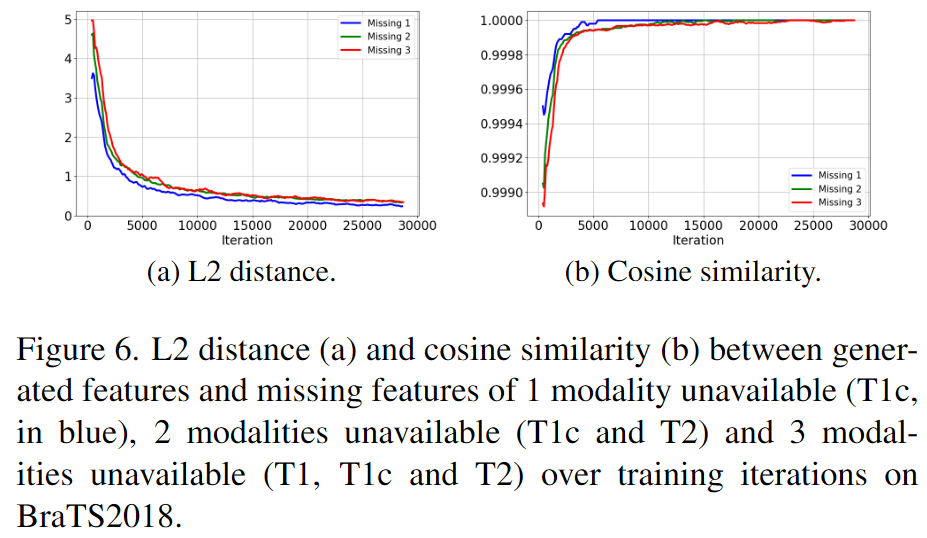 5
4
3
2
1
0
Missing 1
Missing 2
Missing 3
0 5000 10000 15000 20000 25000 30000
Iteration
(a) L2 distance.
1.0000
0.9998
0.9996
0.9994
0.9992
0.9990
Missing 1
Missing 2
Missing 3
0 5000 10000 15000 20000 25000 30000
Iteration
(b) Cosine similarity.
Figure 6. L2 distance (a) and cosine similarity (b) between gener-
ated features and missing features of 1 modality unavailable (T1c,
in blue), 2 modalities unavailable (T1c and T2) and 3 modal-
ities unavailable (T1, T1c and T2) over training iterations on
BraTS2018.